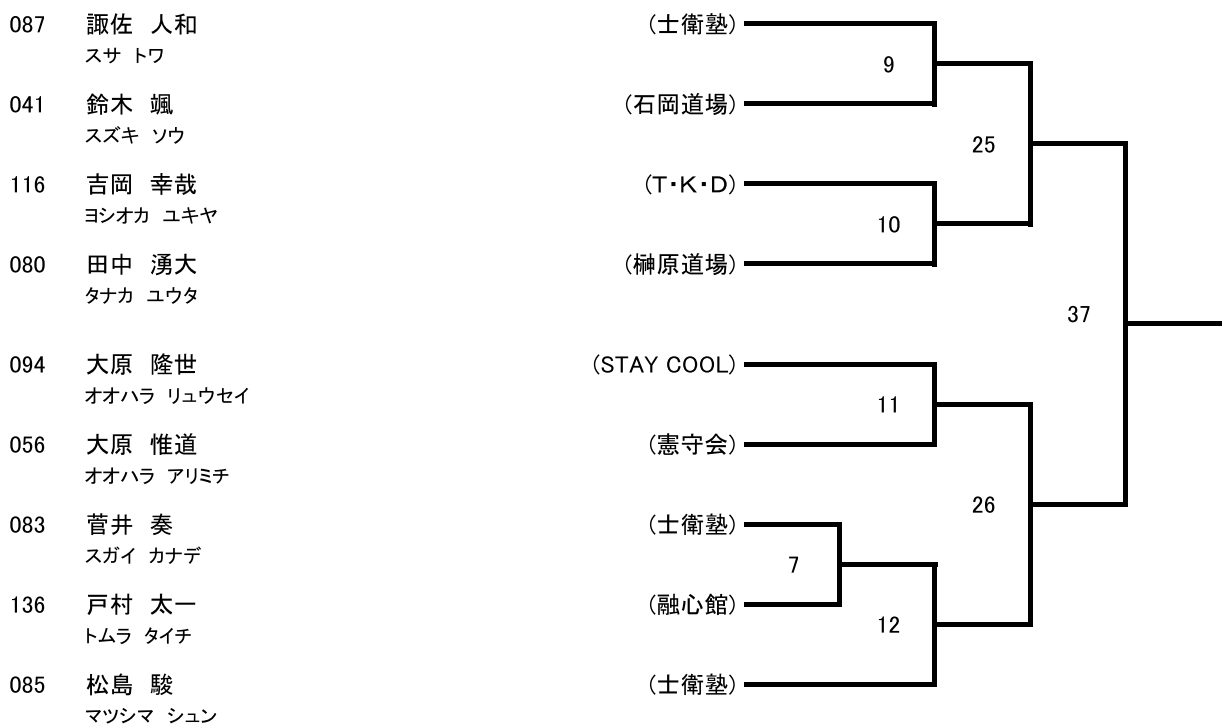 087 諏佐 人和 (士衛塾)
スサ トワ
9
041 鈴木 颯 (石岡道場)
スズキ ソウ
25
116 吉岡 幸哉 (T・K・D)
ヨシオカ ユキヤ
10
080 田中 湧大 (榊原道場)
タナカ ユウタ
37
094 大原 隆世 (STAY COOL)
オオハラ リュウセイ
11
056 大原 惟道 (憲守会)
オオハラ アリミチ
26
083 菅井 奏 (士衛塾)
スガイ カナデ
7
136 戸村 太一 (融心館)
トムラ タイチ
12
085 松島 駿 (士衛塾)
マツシマ シュン